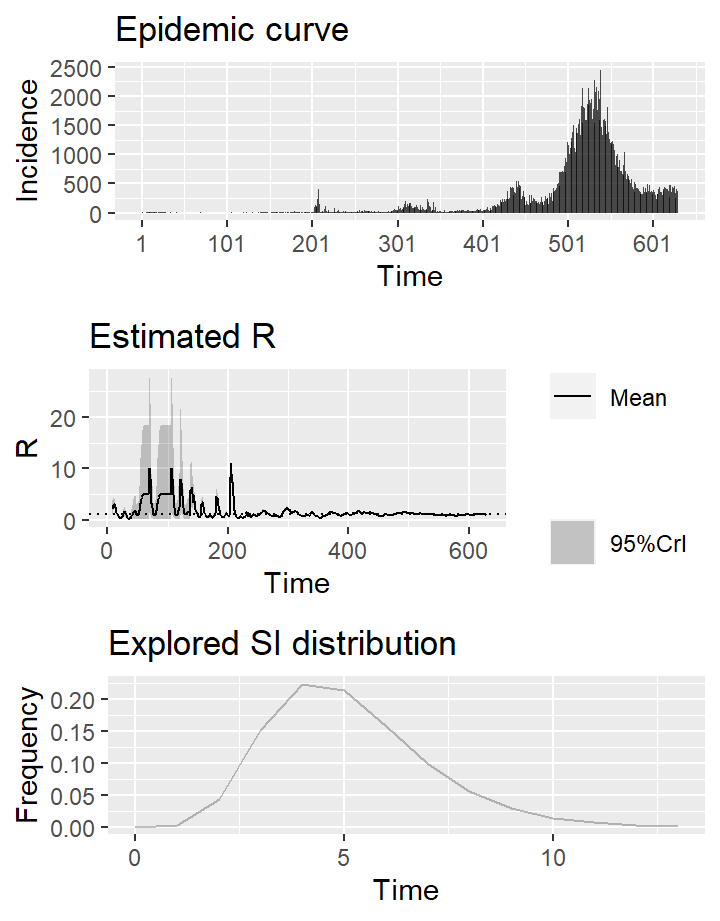 Epidemic curve
2500
2000
1500
1000
500
0
Incidence
1 101 201 301 401 501 601
Time
Estimated R
20
10
0
R
0 200 400 600
Time
Mean
95%CrI
Explored SI distribution
0.20
0.15
0.10
0.05
0.00
Frequency
0 5 10
Time